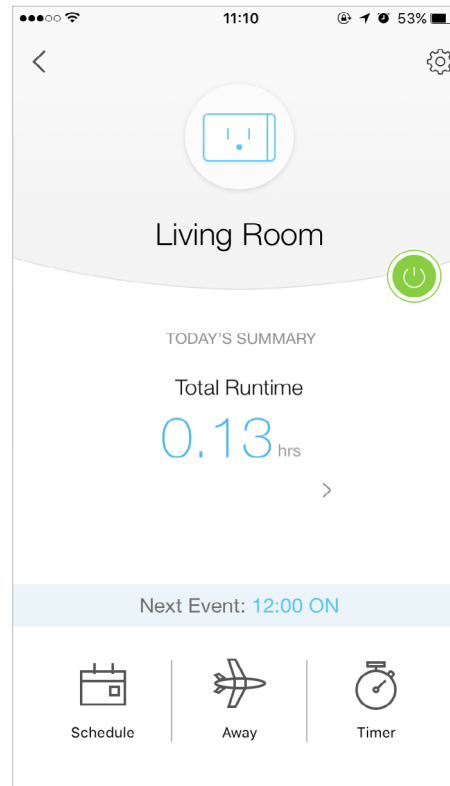 11:10 53%
Living Room
TODAY'S SUMMARY
Total Runtime
0.13 hrs
Next Event: 12:00 ON
Schedule Away Timer